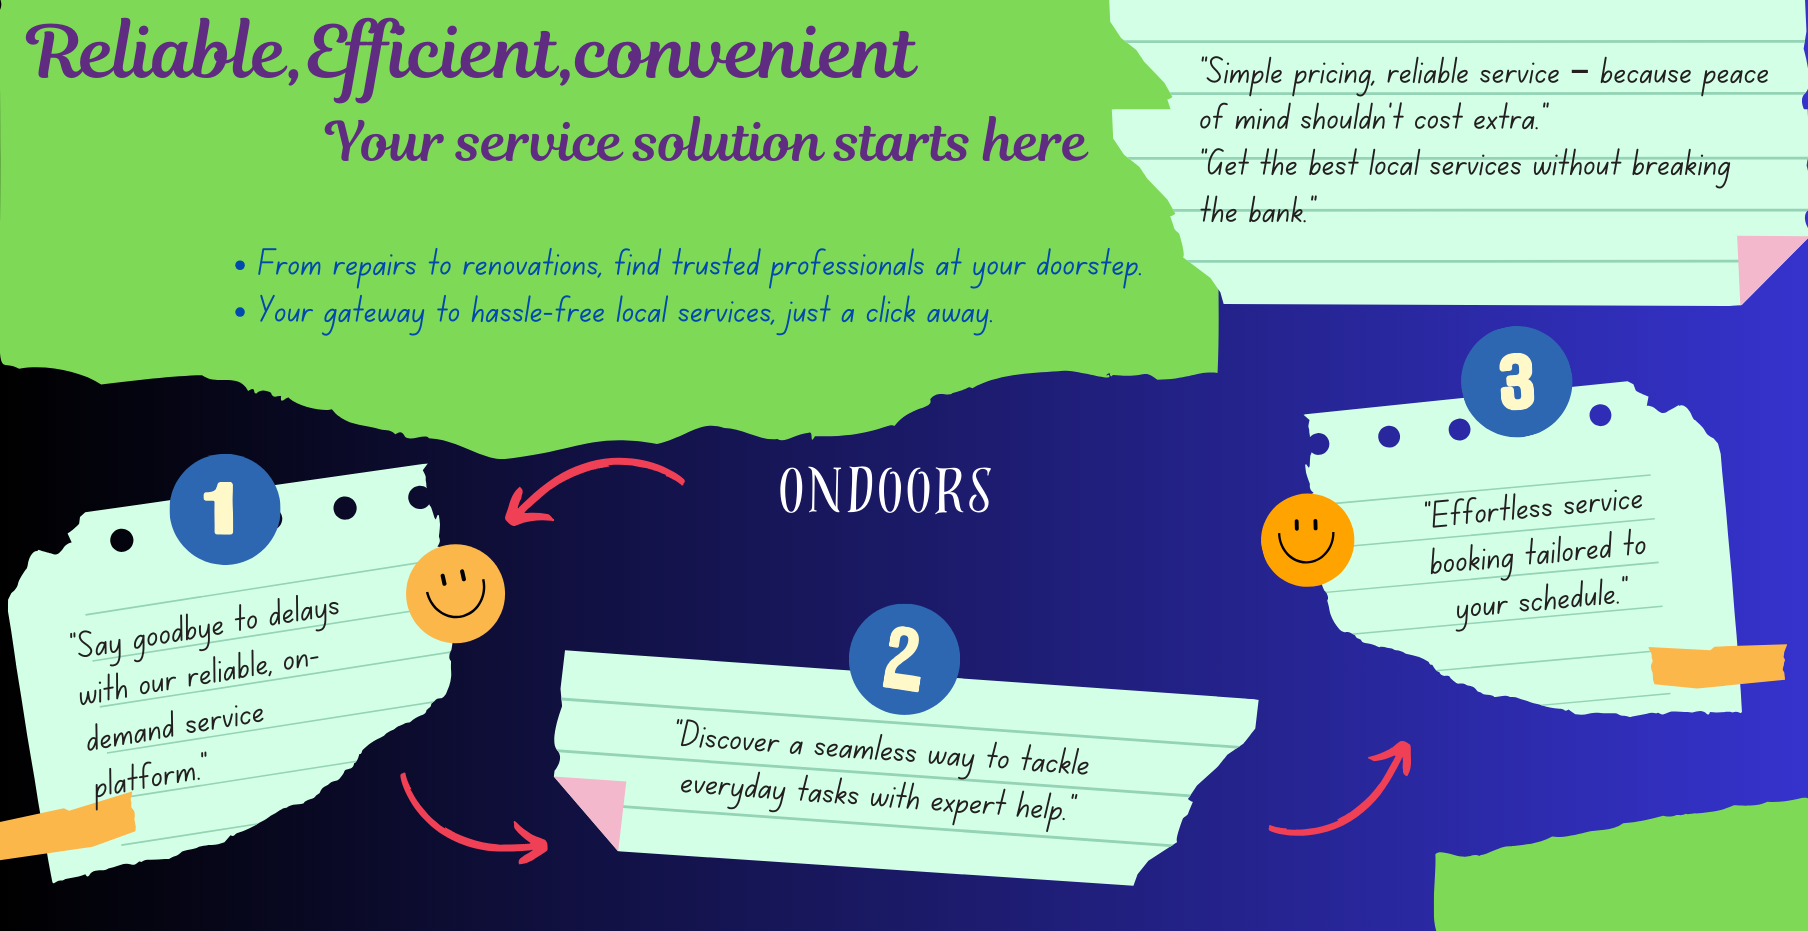 Reliable,Efficient,convenient
Your service solution starts here
• From repairs to renovations, find trusted professionals at your doorstep.
• Your gateway to hassle-free local services, just a click away.
"Simple pricing, reliable service – because peace
of mind shouldn't cost extra."
"Get the best local services without breaking
the bank."
ONDOORS
1
"Say goodbye to delays
with our reliable, on-
demand service
platform."
2
"Discover a seamless way to tackle
everyday tasks with expert help."
3
"Effortless service
booking tailored to
your schedule."